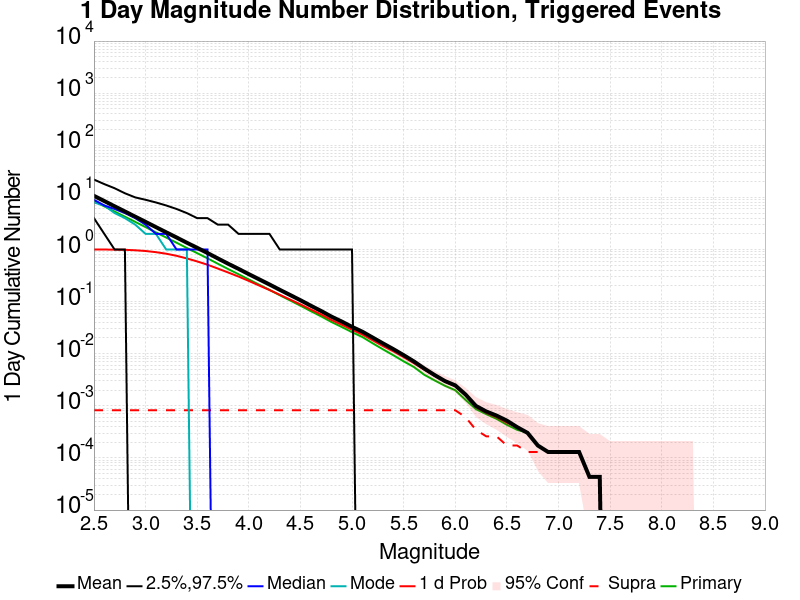 1 Day Magnitude Number Distribution, Triggered Events
1 Day Cumulative Number
10^4
10^3
10^2
10^1
10^0
10^-1
10^-2
10^-3
10^-4
10^-5
2.5 3.0 3.5 4.0 4.5 5.0 5.5 6.0 6.5 7.0 7.5 8.0 8.5 9.0
Magnitude
Mean 2.5%,97.5% Median Mode 1 d Prob 95% Conf Supra Primary